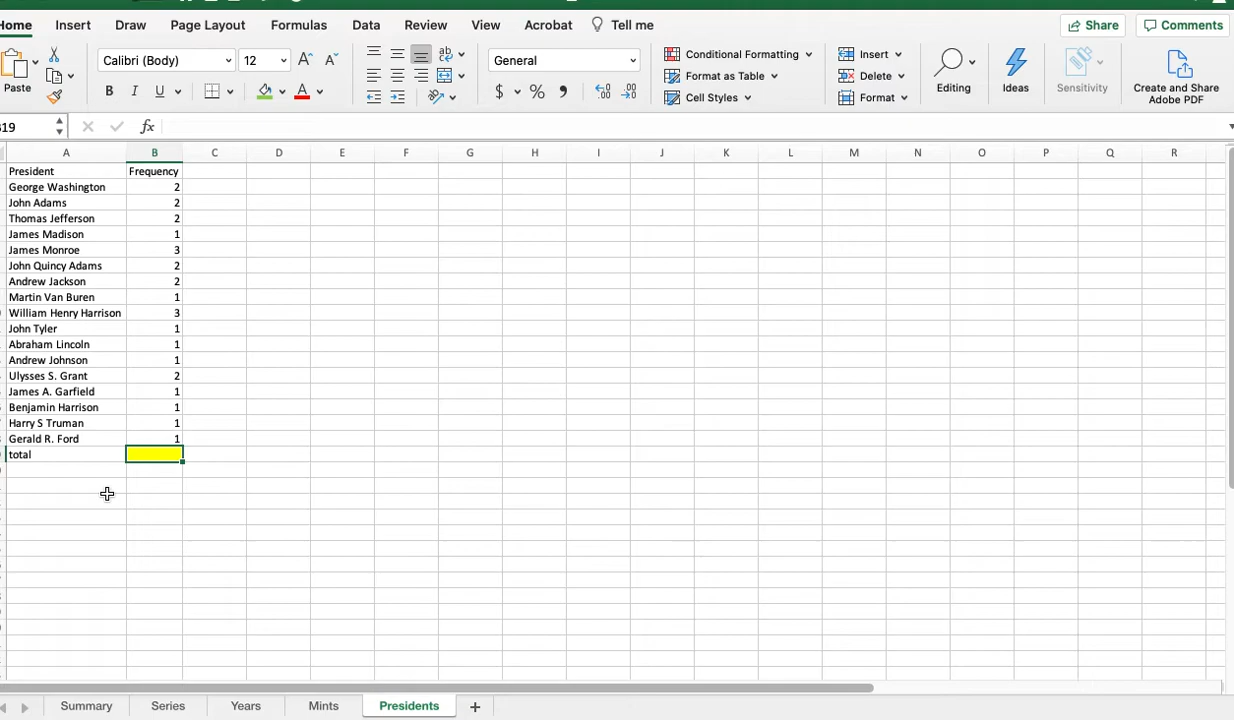 Home Insert Draw Page Layout Formulas Data Review View Acrobat Tell me Share Comments
Calibri (Body) 12 General Conditional Formatting Insert
Paste B I U $ % Format as Table Delete Editing Ideas Sensitivity Create and Share
Cell Styles Format Adobe PDF
B19 fx
A B C D E F G H I J K L M N O P Q R
President Frequency
George Washington 2
John Adams 2
Thomas Jefferson 2
James Madison 1
James Monroe 3
John Quincy Adams 2
Andrew Jackson 2
Martin Van Buren 1
William Henry Harrison 3
John Tyler 1
Abraham Lincoln 1
Andrew Johnson 1
Ulysses S. Grant 2
James A. Garfield 1
Benjamin Harrison 1
Harry S Truman 1
Gerald R. Ford 1
total
Summary Series Years Mints Presidents +